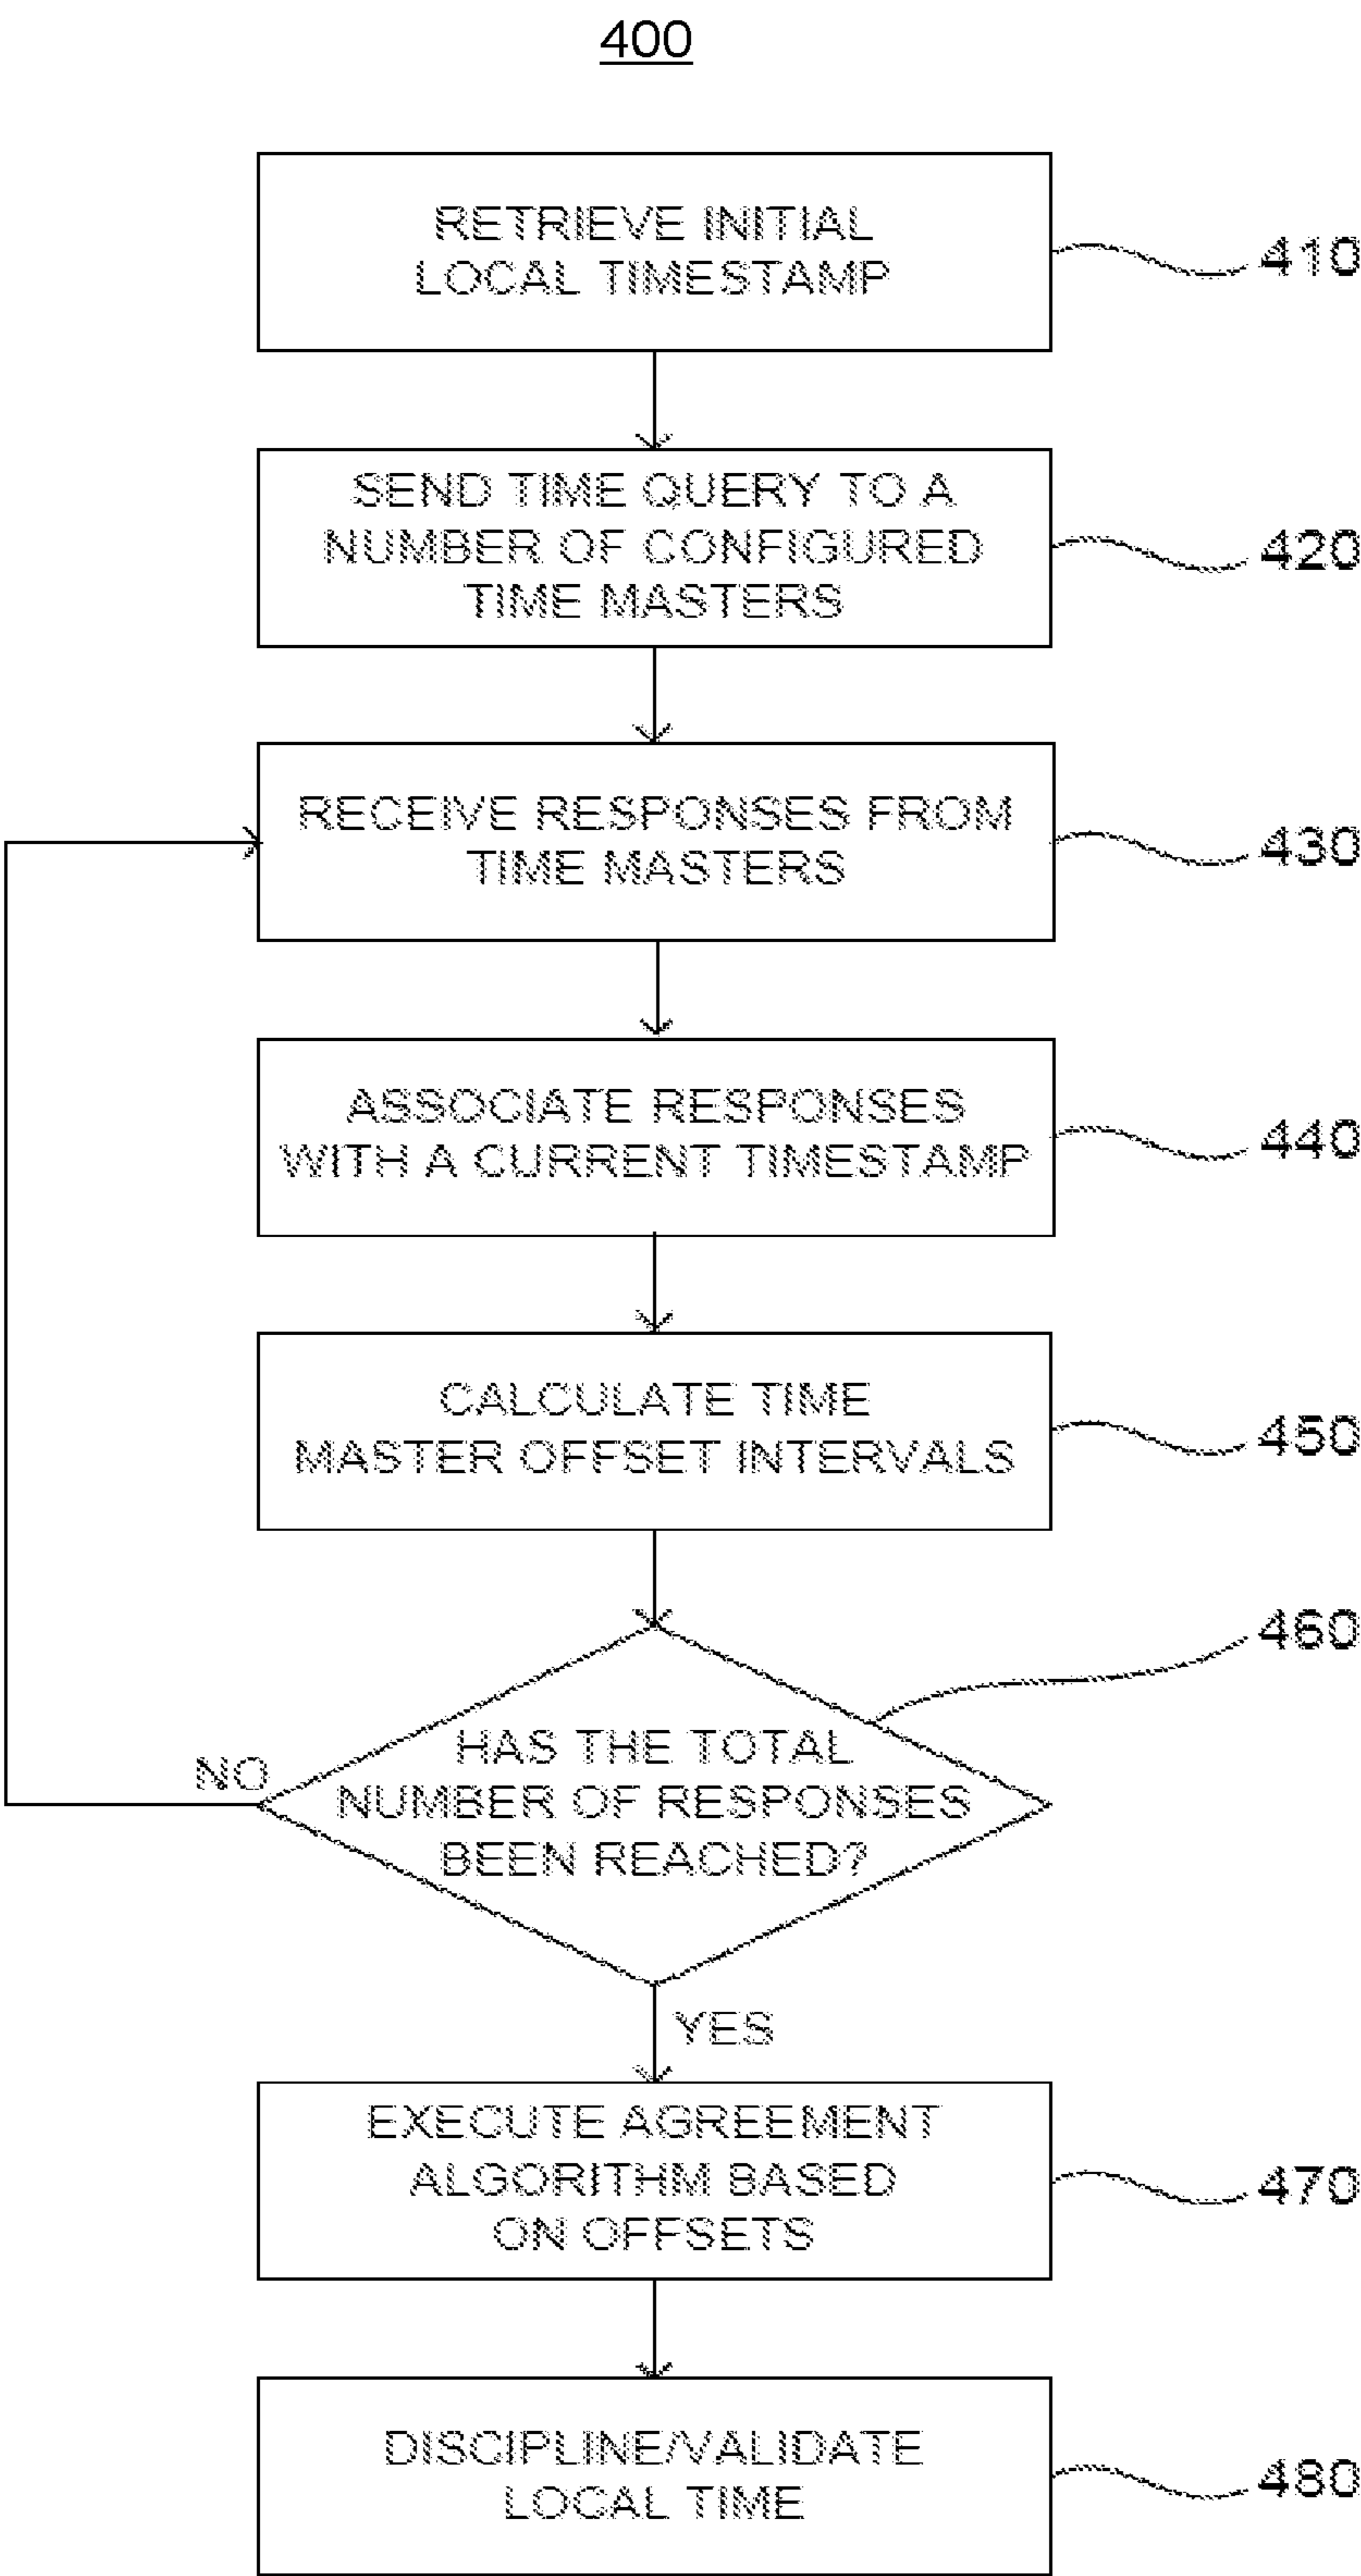 400
RETRIEVE INITIAL
LOCAL TIMESTAMP
410
SEND TIME QUERY TO A
NUMBER OF CONFIGURED
TIME MASTERS
420
RECEIVE RESPONSES FROM
TIME MASTERS
430
ASSOCIATE RESPONSES
WITH A CURRENT TIMESTAMP
440
CALCULATE TIME
MASTER OFFSET INTERVALS
450
460
HAS THE TOTAL
NUMBER OF RESPONSES
BEEN REACHED?
NO
YES
EXECUTE AGREEMENT
ALGORITHM BASED
ON OFFSETS
470
DISCIPLINE/VALIDATE
LOCAL TIME
480